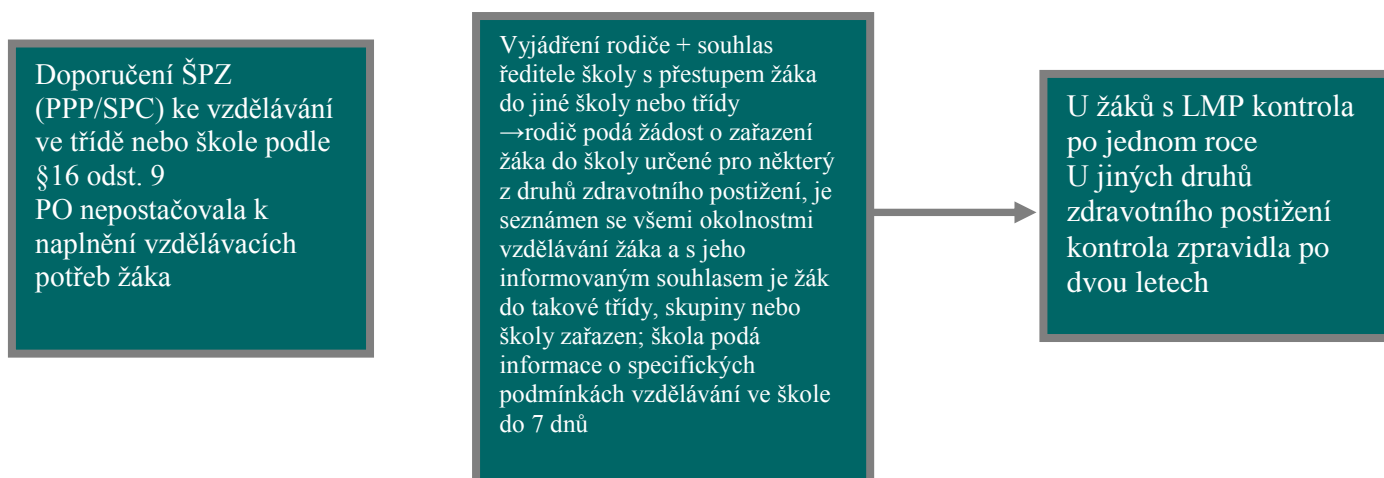 Doporučení ŠPZ
(PPP/SPC) ke vzdělávání
ve třídě nebo škole podle
§16 odst. 9
PO nepostačovala k
naplnění vzdělávacích
potřeb žáka
Vyjádření rodiče + souhlas
ředitele školy s přestupem žáka
do jiné školy nebo třídy
→rodič podá žádost o zařazení
žáka do školy určené pro některý
z druhů zdravotního postižení, je
seznámen se všemi okolnostmi
vzdělávání žáka a s jeho
informovaným souhlasem je žák
do takové třídy, skupiny nebo
školy zařazen; škola podá
informace o specifických
podmínkách vzdělávání ve škole
do 7 dnů
U žáků s LMP kontrola
po jednom roce
U jiných druhů
zdravotního postižení
kontrola zpravidla po
dvou letech